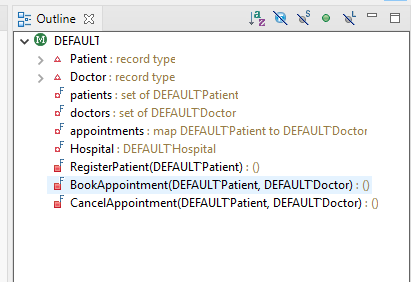 Outline
DEFAULT
Patient : record type
Doctor : record type
patients : set of DEFAULT`Patient
doctors : set of DEFAULT`Doctor
appointments : map DEFAULT`Patient to DEFAULT`Doctor
Hospital : DEFAULT`Hospital
RegisterPatient(DEFAULT`Patient) : ()
BookAppointment(DEFAULT`Patient, DEFAULT`Doctor) : ()
CancelAppointment(DEFAULT`Patient, DEFAULT`Doctor) : ()